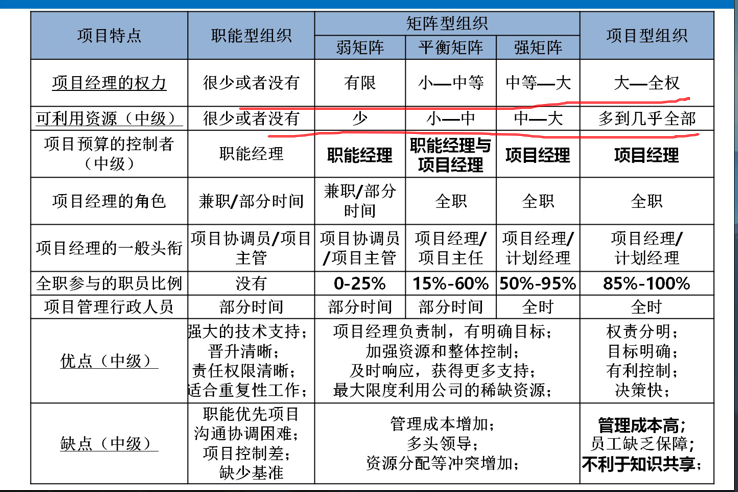 项目特点 职能型组织 矩阵型组织 项目型组织
弱矩阵 平衡矩阵 强矩阵
项目经理的权力 很少或者没有 有限 小—中等 中等—大 大—全权
可利用资源（中级） 很少或者没有 少 小—中 中—大 多到几乎全部
项目预算的控制者（中级） 职能经理 职能经理 职能经理与项目经理 项目经理 项目经理
项目经理的角色 兼职/部分时间 兼职/部分时间 全职 全职 全职
项目经理的一般头衔 项目协调员/项目主管 项目协调员/项目主管 项目经理/项目主任 项目经理/计划经理 项目经理/计划经理
全职参与的职员比例 没有 0-25% 15%-60% 50%-95% 85%-100%
项目管理行政人员 部分时间 部分时间 部分时间 全时 全时
优点（中级）
强大的技术支持；
晋升清晰；
责任权限清晰；
适合重复性工作；
项目经理负责制，有明确目标；
加强资源和整体控制；
及时响应，获得更多支持；
最大限度利用公司的稀缺资源；
权责分明；
目标明确；
有利控制；
决策快；
缺点（中级）
职能优先项目
沟通协调困难；
项目控制差；
缺少基准
管理成本增加；
多头领导；
资源分配等冲突增加；
管理成本高；
员工缺乏保障；
不利于知识共享；